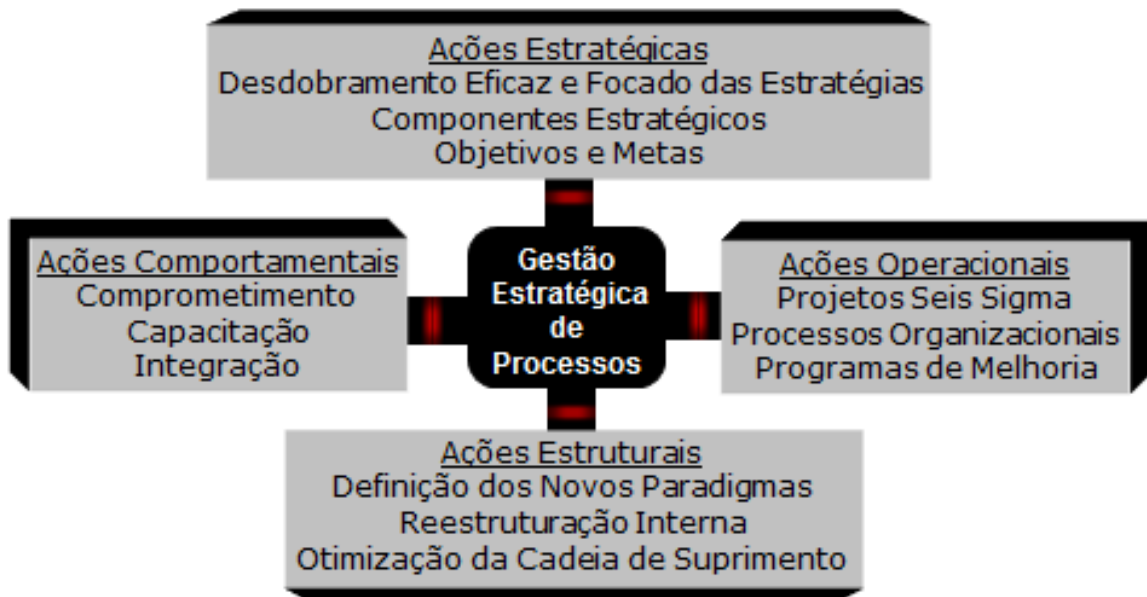 Ações Estratégicas
Desdobramento Eficaz e Focado das Estratégias
Componentes Estratégicos
Objetivos e Metas
Ações Comportamentais
Comprometimento
Capacitação
Integração
Gestão
Estratégica
de
Processos
Ações Operacionais
Projetos Seis Sigma
Processos Organizacionais
Programas de Melhoria
Ações Estruturais
Definição dos Novos Paradigmas
Reestruturação Interna
Otimização da Cadeia de Suprimento